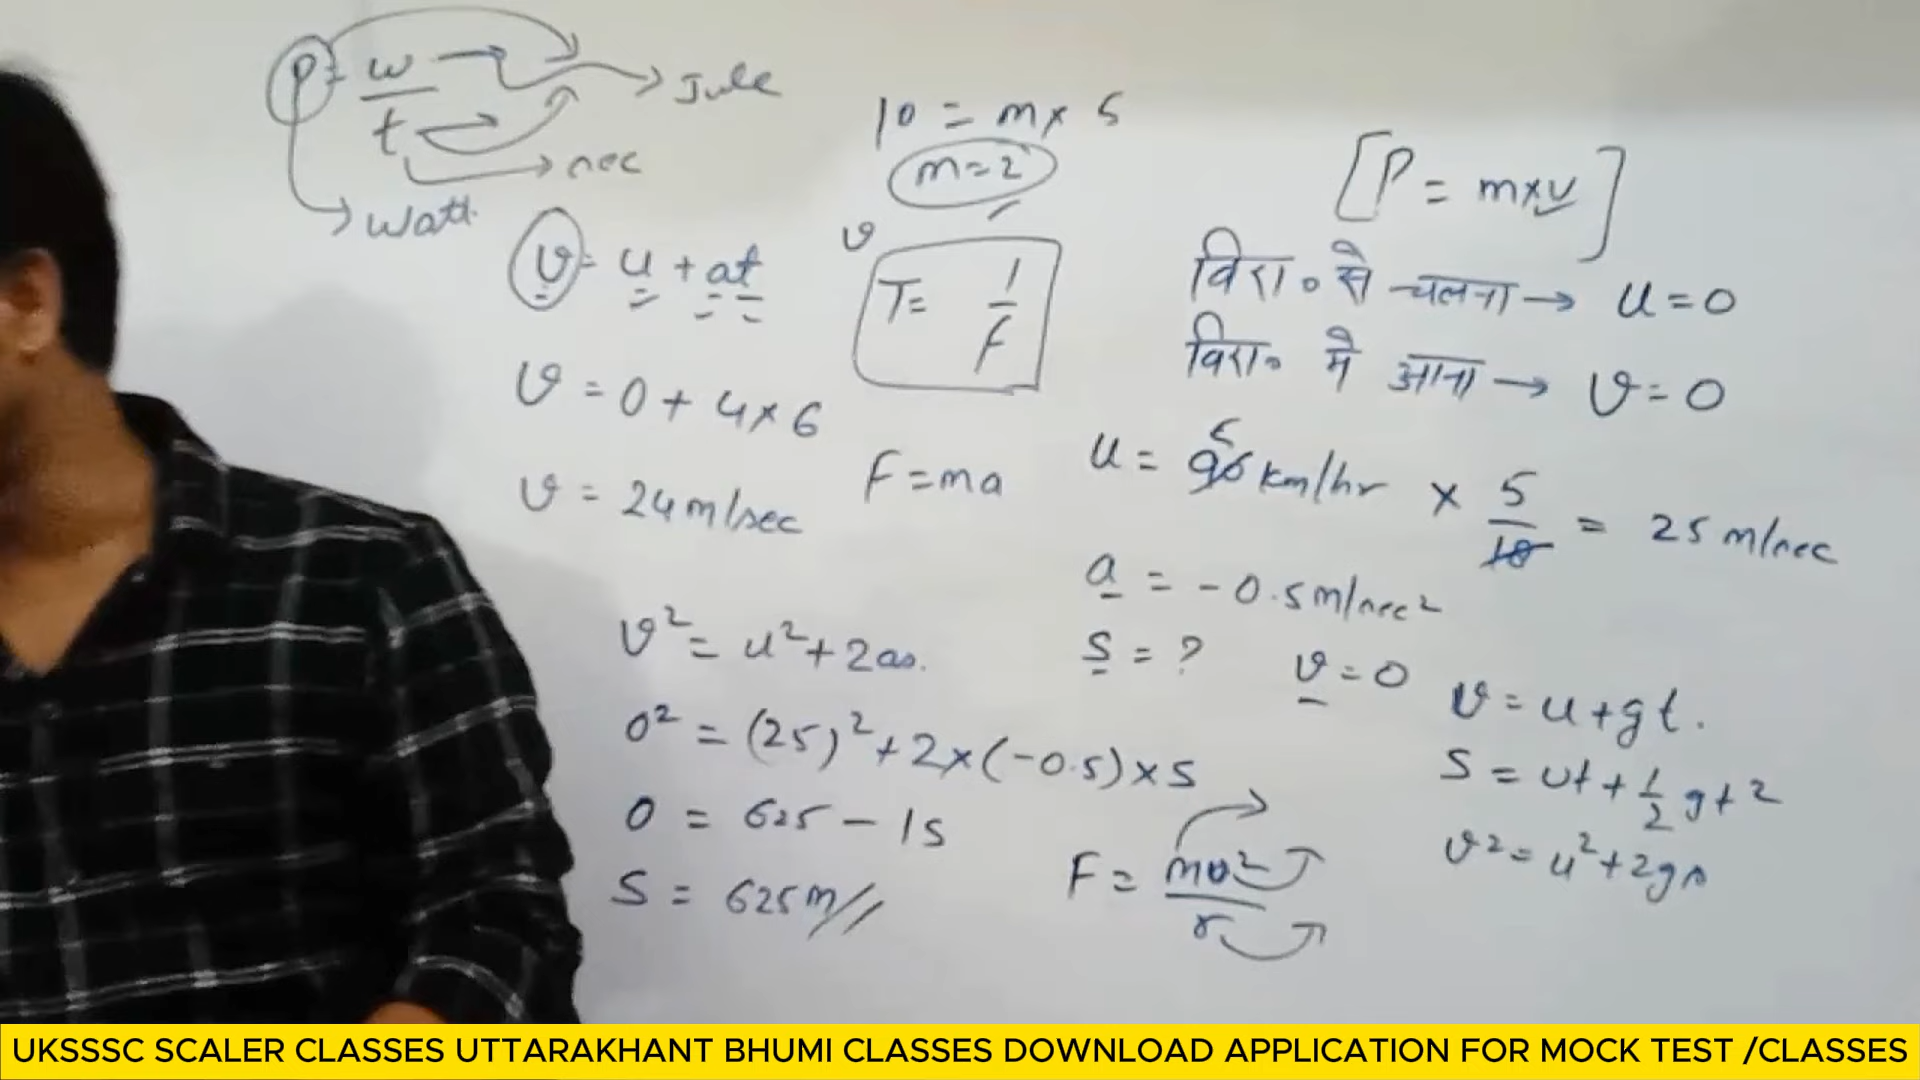 P = w/t → Jule
→ sec
→ watt
10 = m × 5
m = 2
[P = m×v]
v = u + at
v
T = 1/f
विरा० से चलना → u = 0
विरा० में आना → v = 0
v = 0 + 4×6
F = ma
u = 90 km/hr × 5/18 = 25 m/sec
5
v = 24 m/sec
a = -0.5 m/sec²
s = ? v = 0
v² = u² + 2as.
v = u + gt.
0² = (25)² + 2×(-0.5)×s
s = ut + 1/2 gt²
0 = 625 - 1s
F = mv²/r
v² = u² + 2gs
s = 625m//
UKSSSC SCALER CLASSES UTTARAKHANT BHUMI CLASSES DOWNLOAD APPLICATION FOR MOCK TEST /CLASSES